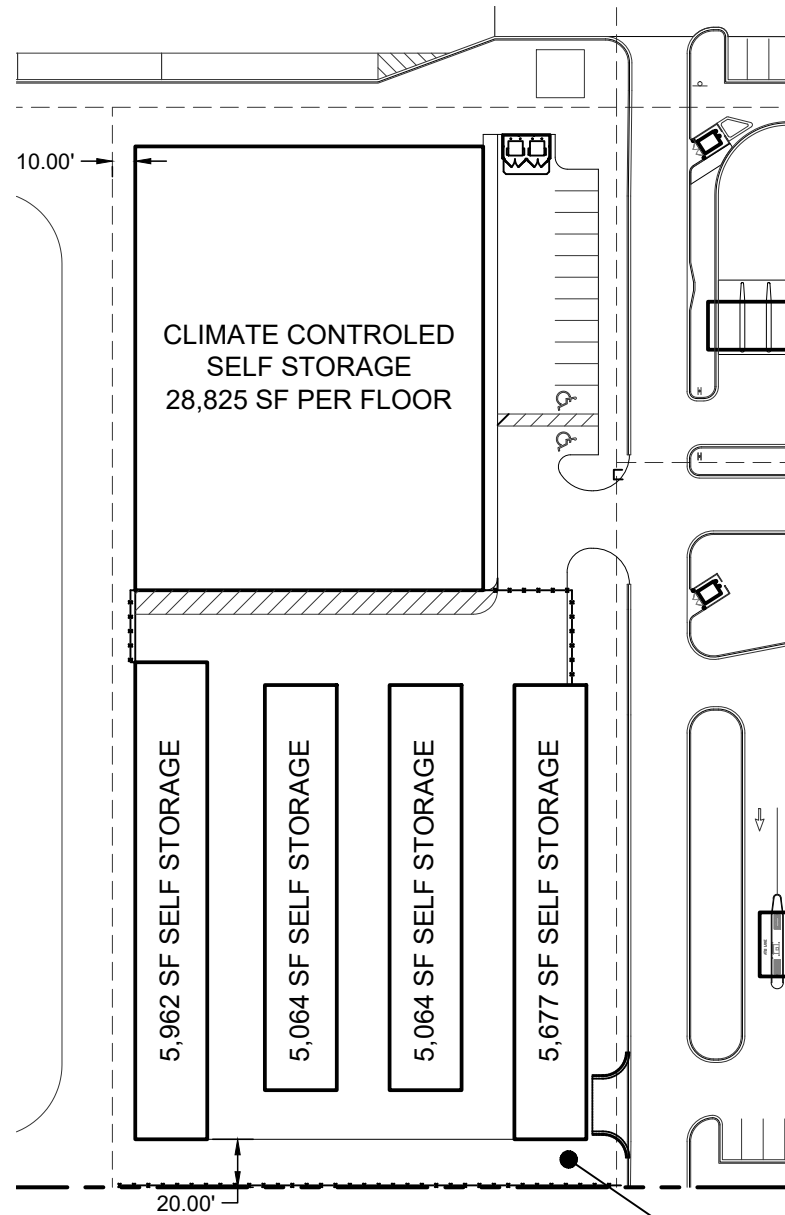 10.00'
CLIMATE CONTROLED
SELF STORAGE
28,825 SF PER FLOOR
H
H
5,962 SF SELF STORAGE
5,064 SF SELF STORAGE
5,064 SF SELF STORAGE
5,677 SF SELF STORAGE
20.00'